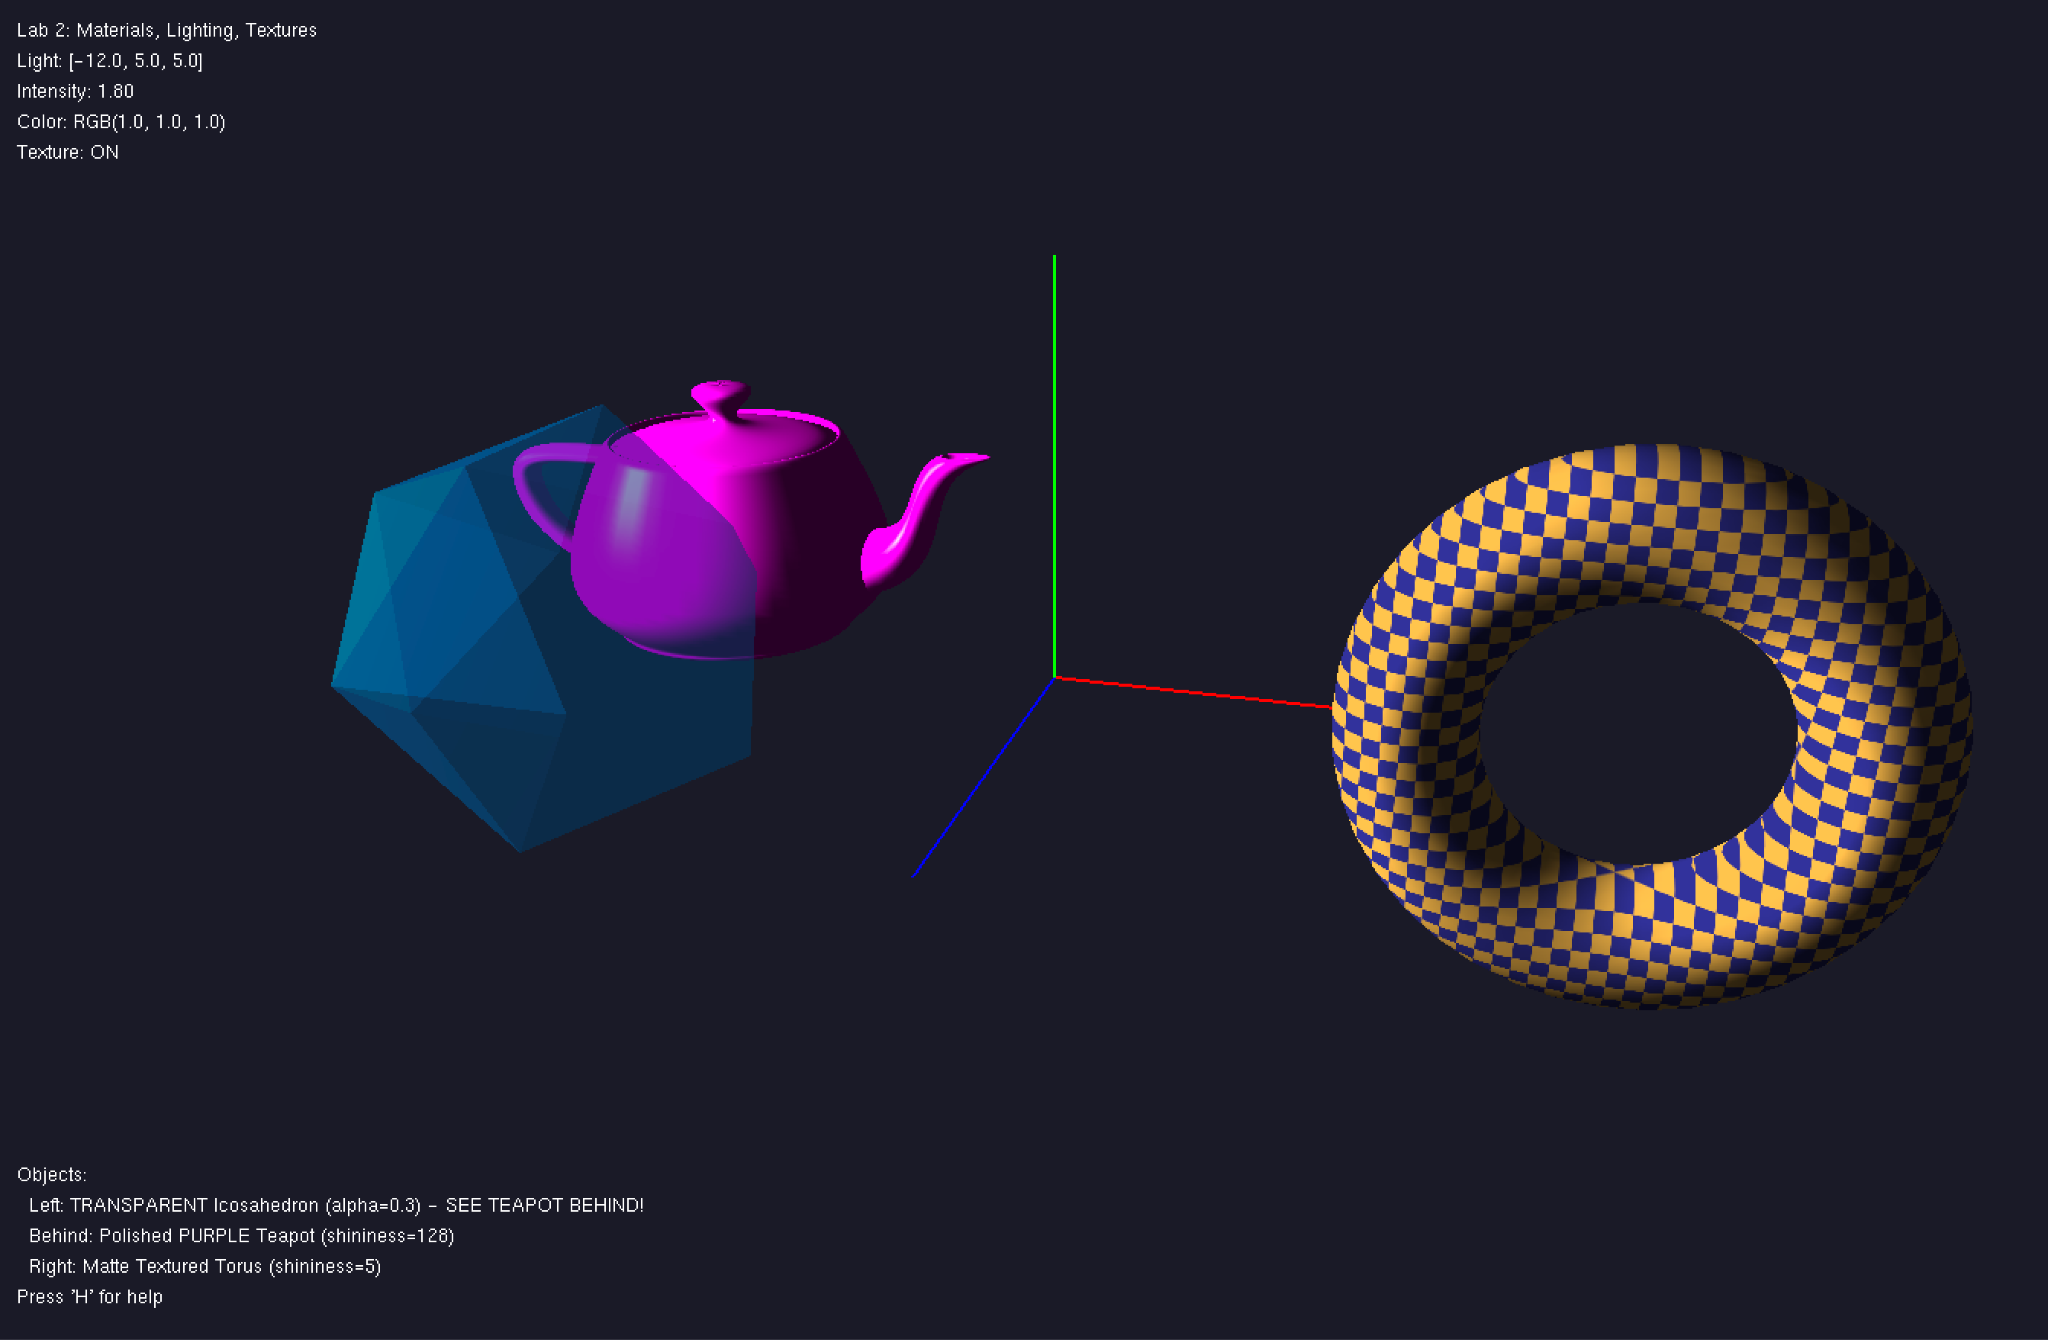 Lab 2: Materials, Lighting, Textures
Light: [-12.0, 5.0, 5.0]
Intensity: 1.80
Color: RGB(1.0, 1.0, 1.0)
Texture: ON
Objects:
Left: TRANSPARENT Icosahedron (alpha=0.3) - SEE TEAPOT BEHIND!
Behind: Polished PURPLE Teapot (shininess=128)
Right: Matte Textured Torus (shininess=5)
Press 'H' for help